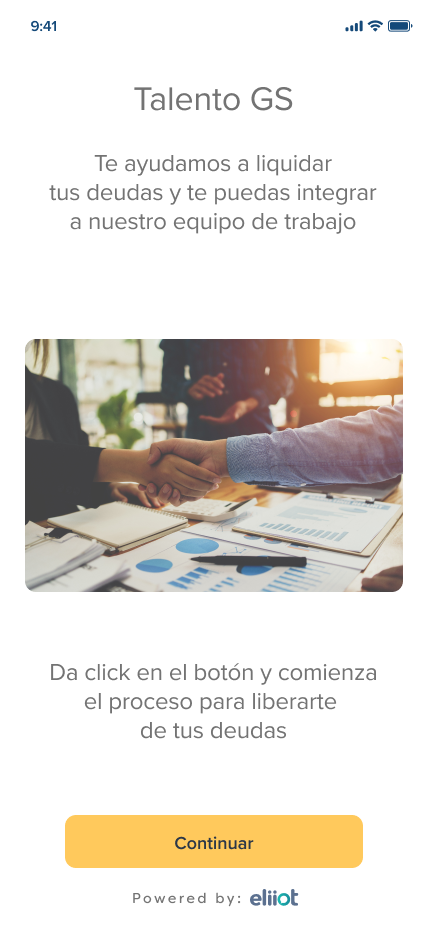 9:41
Talento GS
Te ayudamos a liquidar
tus deudas y te puedas integrar
a nuestro equipo de trabajo
Da click en el botón y comienza
el proceso para liberarte
de tus deudas
Continuar
Powered by: eliiot